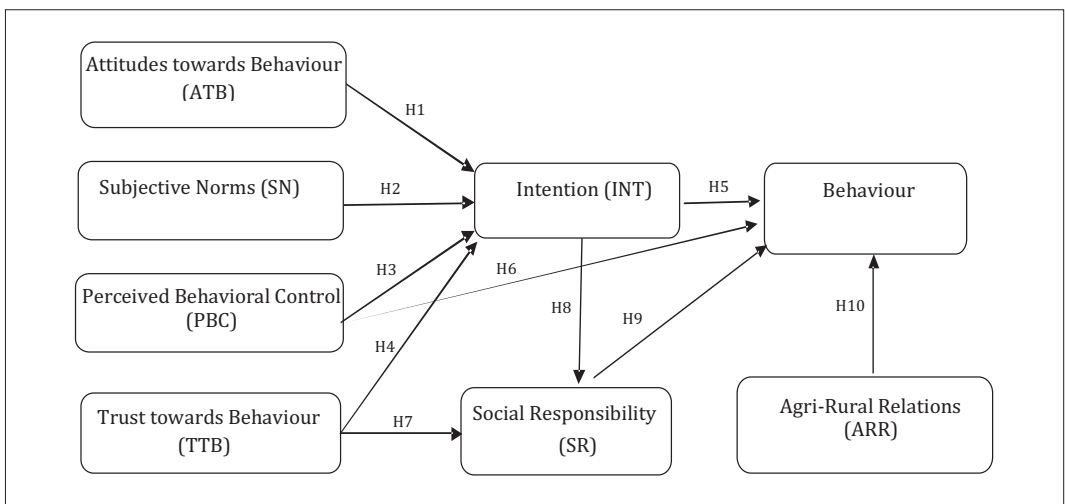 Attitudes towards Behaviour
(ATB)
H1
Subjective Norms (SN)
H2
Intention (INT)
H5
Behaviour
Perceived Behavioral Control
(PBC)
H3
H6
H4
H8
H9
H10
Trust towards Behaviour
(TTB)
H7
Social Responsibility
(SR)
Agri-Rural Relations
(ARR)